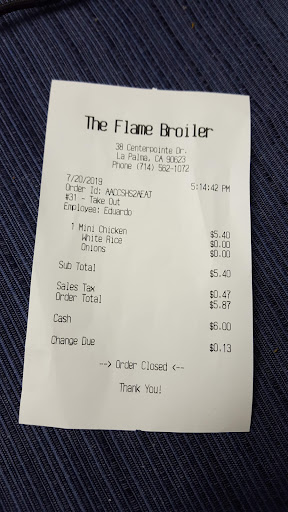 The Flame Broiler
38 Centerpointe Dr.
La Palma, CA 90623
Phone (714) 562-1072
7/20/2019 5:14:42 PM
Order Id: AACCSHS2AEAT
#31 - Take Out
Employee: Eduardo
1 Mini Chicken $5.40
White Rice $0.00
Onions $0.00
Sub Total $5.40
Sales Tax $0.47
Order Total $5.87
Cash $6.00
Change Due $0.13
--> Order Closed <--
Thank You!